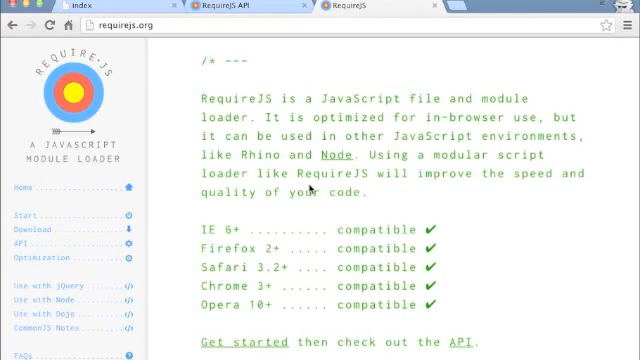 index
RequireJS API
RequireJS
requirejs.org
REQUIRE.JS
A JAVASCRIPT
MODULE LOADER
Home
Start
Download
API
Optimization
Use with jQuery
Use with Node
Use with Dojo
CommonJS Notes
FAQs
/* ---
RequireJS is a JavaScript file and module
loader. It is optimized for in-browser use, but
it can be used in other JavaScript environments,
like Rhino and Node. Using a modular script
loader like RequireJS will improve the speed and
quality of your code.
IE 6+ .......... compatible ✔
Firefox 2+ ..... compatible ✔
Safari 3.2+ .... compatible ✔
Chrome 3+ ...... compatible ✔
Opera 10+ ...... compatible ✔
Get started then check out the API.